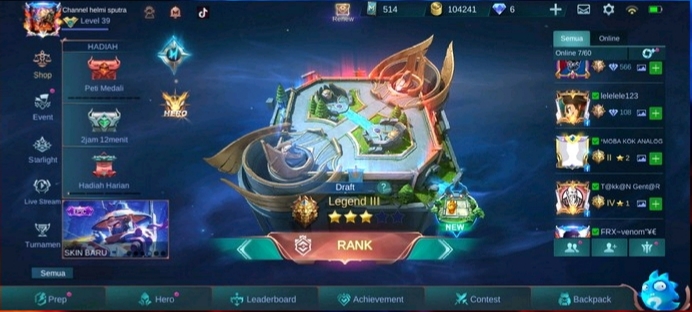 Channel helmi sputra
Level 39
Renew
514
104241
6
Semua
Online
Online 7/60
HADIAH
Peti Medali
2jam 12menit
Hadiah Harian
EPIC
SKIN BARU
Shop
Event
Starlight
Live Stream
Turnamen
Semua
HERO
Draft
Legend III
?
NEW
RANK
566
lelelele123
108
*MOBA KOK ANALOG
II ★ 2
T@kk@N Gent@R
IV ★ 1
FRX~venom
Prep
Hero
Leaderboard
Achievement
Contest
Backpack